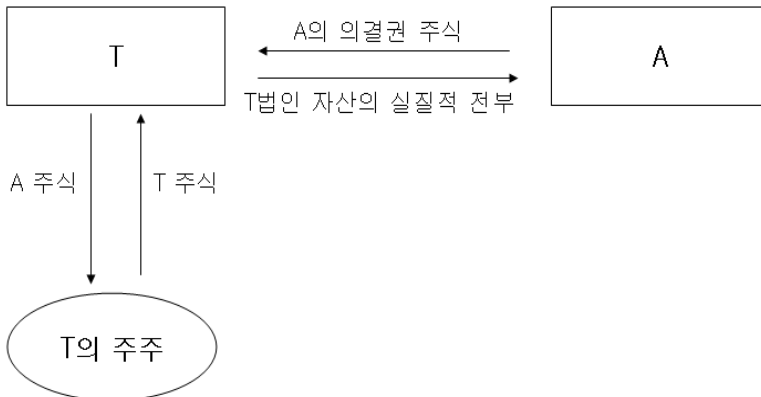 A의 의결권 주식
T
A
T법인 자산의 실질적 전부
A 주식
T 주식
T의 주주